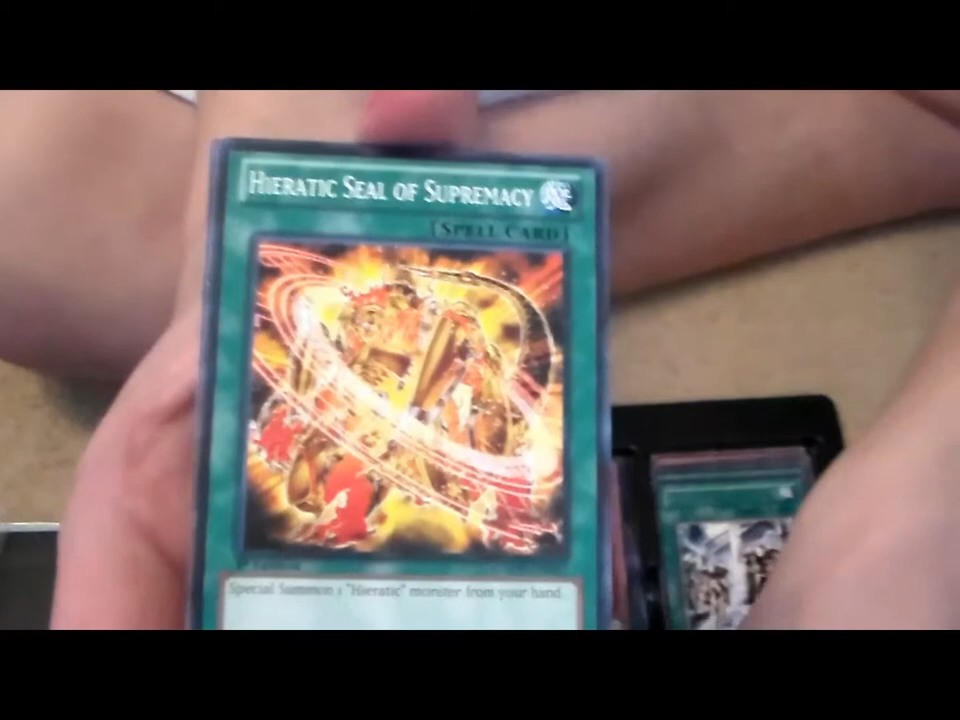 HIERATIC SEAL OF SUPREMACY
[SPELL CARD]
Special Summon 1 "Hieratic" monster from your hand.